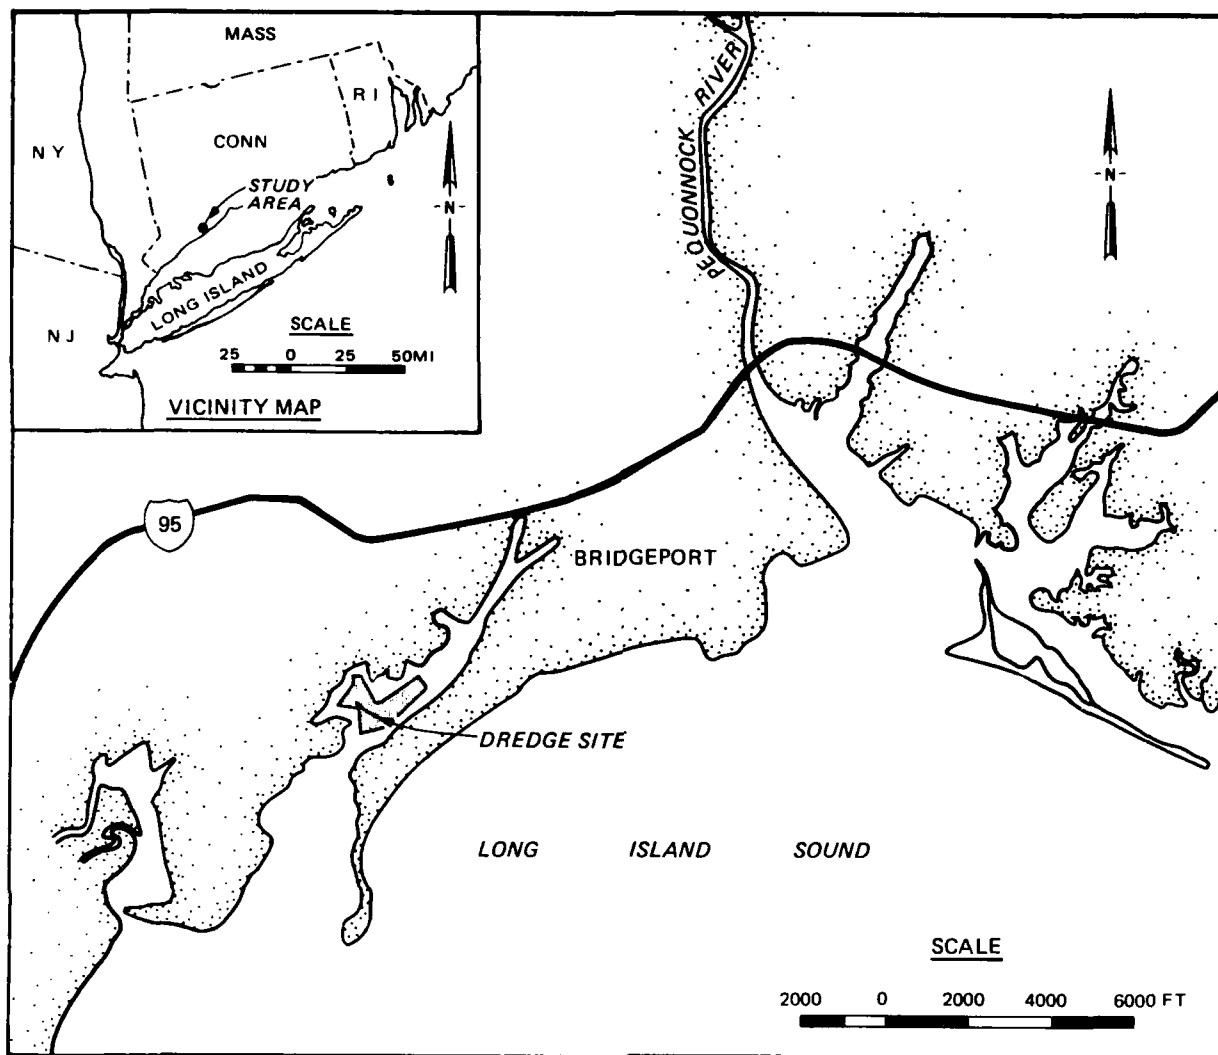 MASS
R I
CONN
N Y
STUDY
AREA
-N-
LONG ISLAND
N J
SCALE
25 0 25 50MI
VICINITY MAP
PEQUONNOCK RIVER
-N-
95
BRIDGEPORT
DREDGE SITE
LONG ISLAND SOUND
SCALE
2000 0 2000 4000 6000 FT